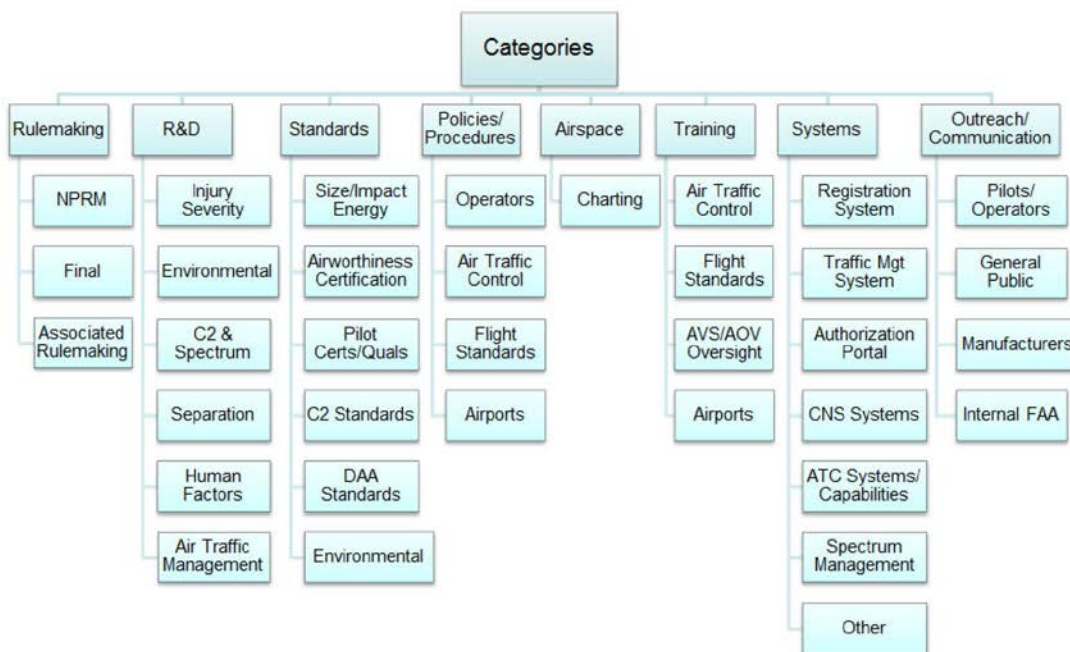 Categories
Rulemaking
R&D
Standards
Policies/
Procedures
Airspace
Training
Systems
Outreach/
Communication
NPRM
Final
Associated
Rulemaking
Injury
Severity
Environmental
C2 &
Spectrum
Separation
Human
Factors
Air Traffic
Management
Size/Impact
Energy
Airworthiness
Certification
Pilot
Certs/Quals
C2 Standards
DAA
Standards
Environmental
Operators
Air Traffic
Control
Flight
Standards
Airports
Charting
Air Traffic
Control
Flight
Standards
AVS/AOV
Oversight
Airports
Registration
System
Traffic Mgt
System
Authorization
Portal
CNS Systems
ATC Systems/
Capabilities
Spectrum
Management
Other
Pilots/
Operators
General
Public
Manufacturers
Internal FAA